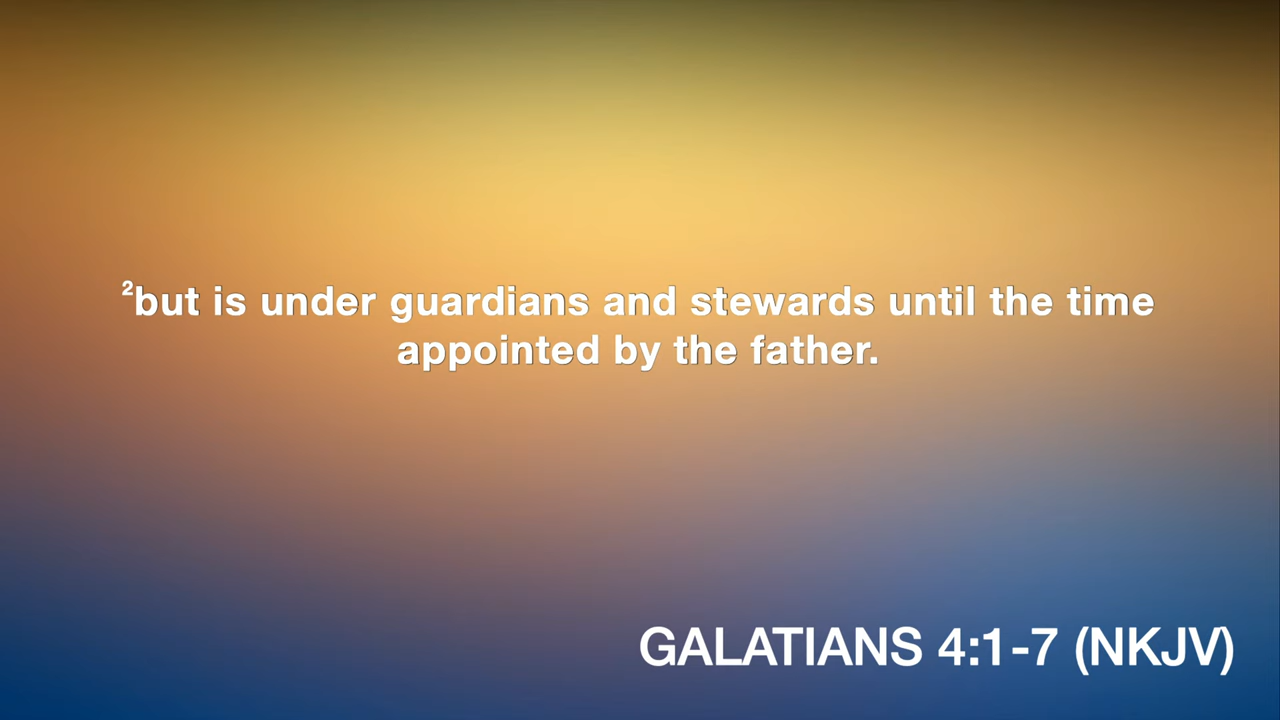 ²but is under guardians and stewards until the time
appointed by the father.
GALATIANS 4:1-7 (NKJV)